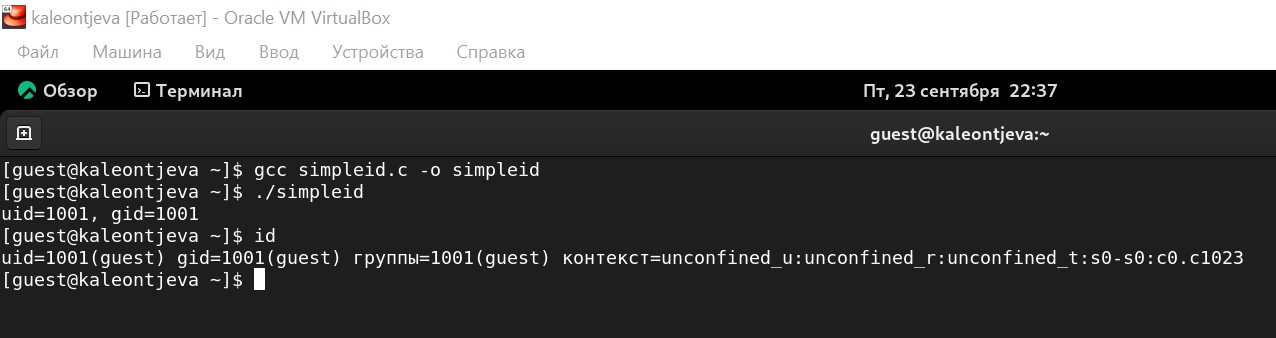 kaleontjeva [Работает] - Oracle VM VirtualBox
Файл Машина Вид Ввод Устройства Справка
Обзор Терминал Пт, 23 сентября 22:37
guest@kaleontjeva:~
[guest@kaleontjeva ~]$ gcc simpleid.c -o simpleid
[guest@kaleontjeva ~]$ ./simpleid
uid=1001, gid=1001
[guest@kaleontjeva ~]$ id
uid=1001(guest) gid=1001(guest) группы=1001(guest) контекст=unconfined_u:unconfined_r:unconfined_t:s0-s0:c0.c1023
[guest@kaleontjeva ~]$